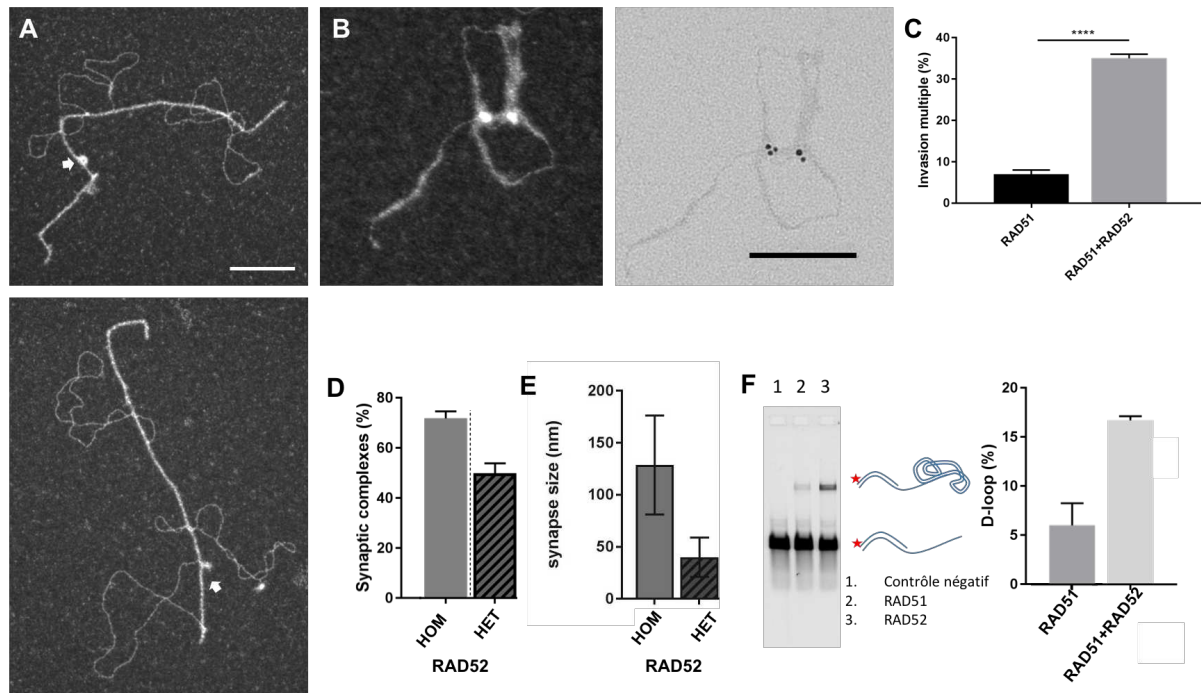 A
B
C
40
30
20
10
0
Invasion multiple (%)
****
RAD51
RAD51+RAD52
D
80
60
40
20
0
Synaptic complexes (%)
HOM
HET
RAD52
E
200
150
100
50
0
synapse size (nm)
HOM
HET
RAD52
F
1 2 3
1. Contrôle négatif
2. RAD51
3. RAD52
20
15
10
5
0
D-loop (%)
RAD51
RAD51+RAD52